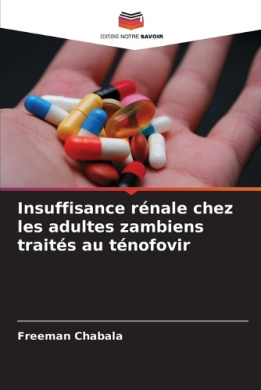 EDITIONS NOTRE SAVOIR
Insuffisance rénale chez
les adultes zambiens
traités au ténofovir
Freeman Chabala